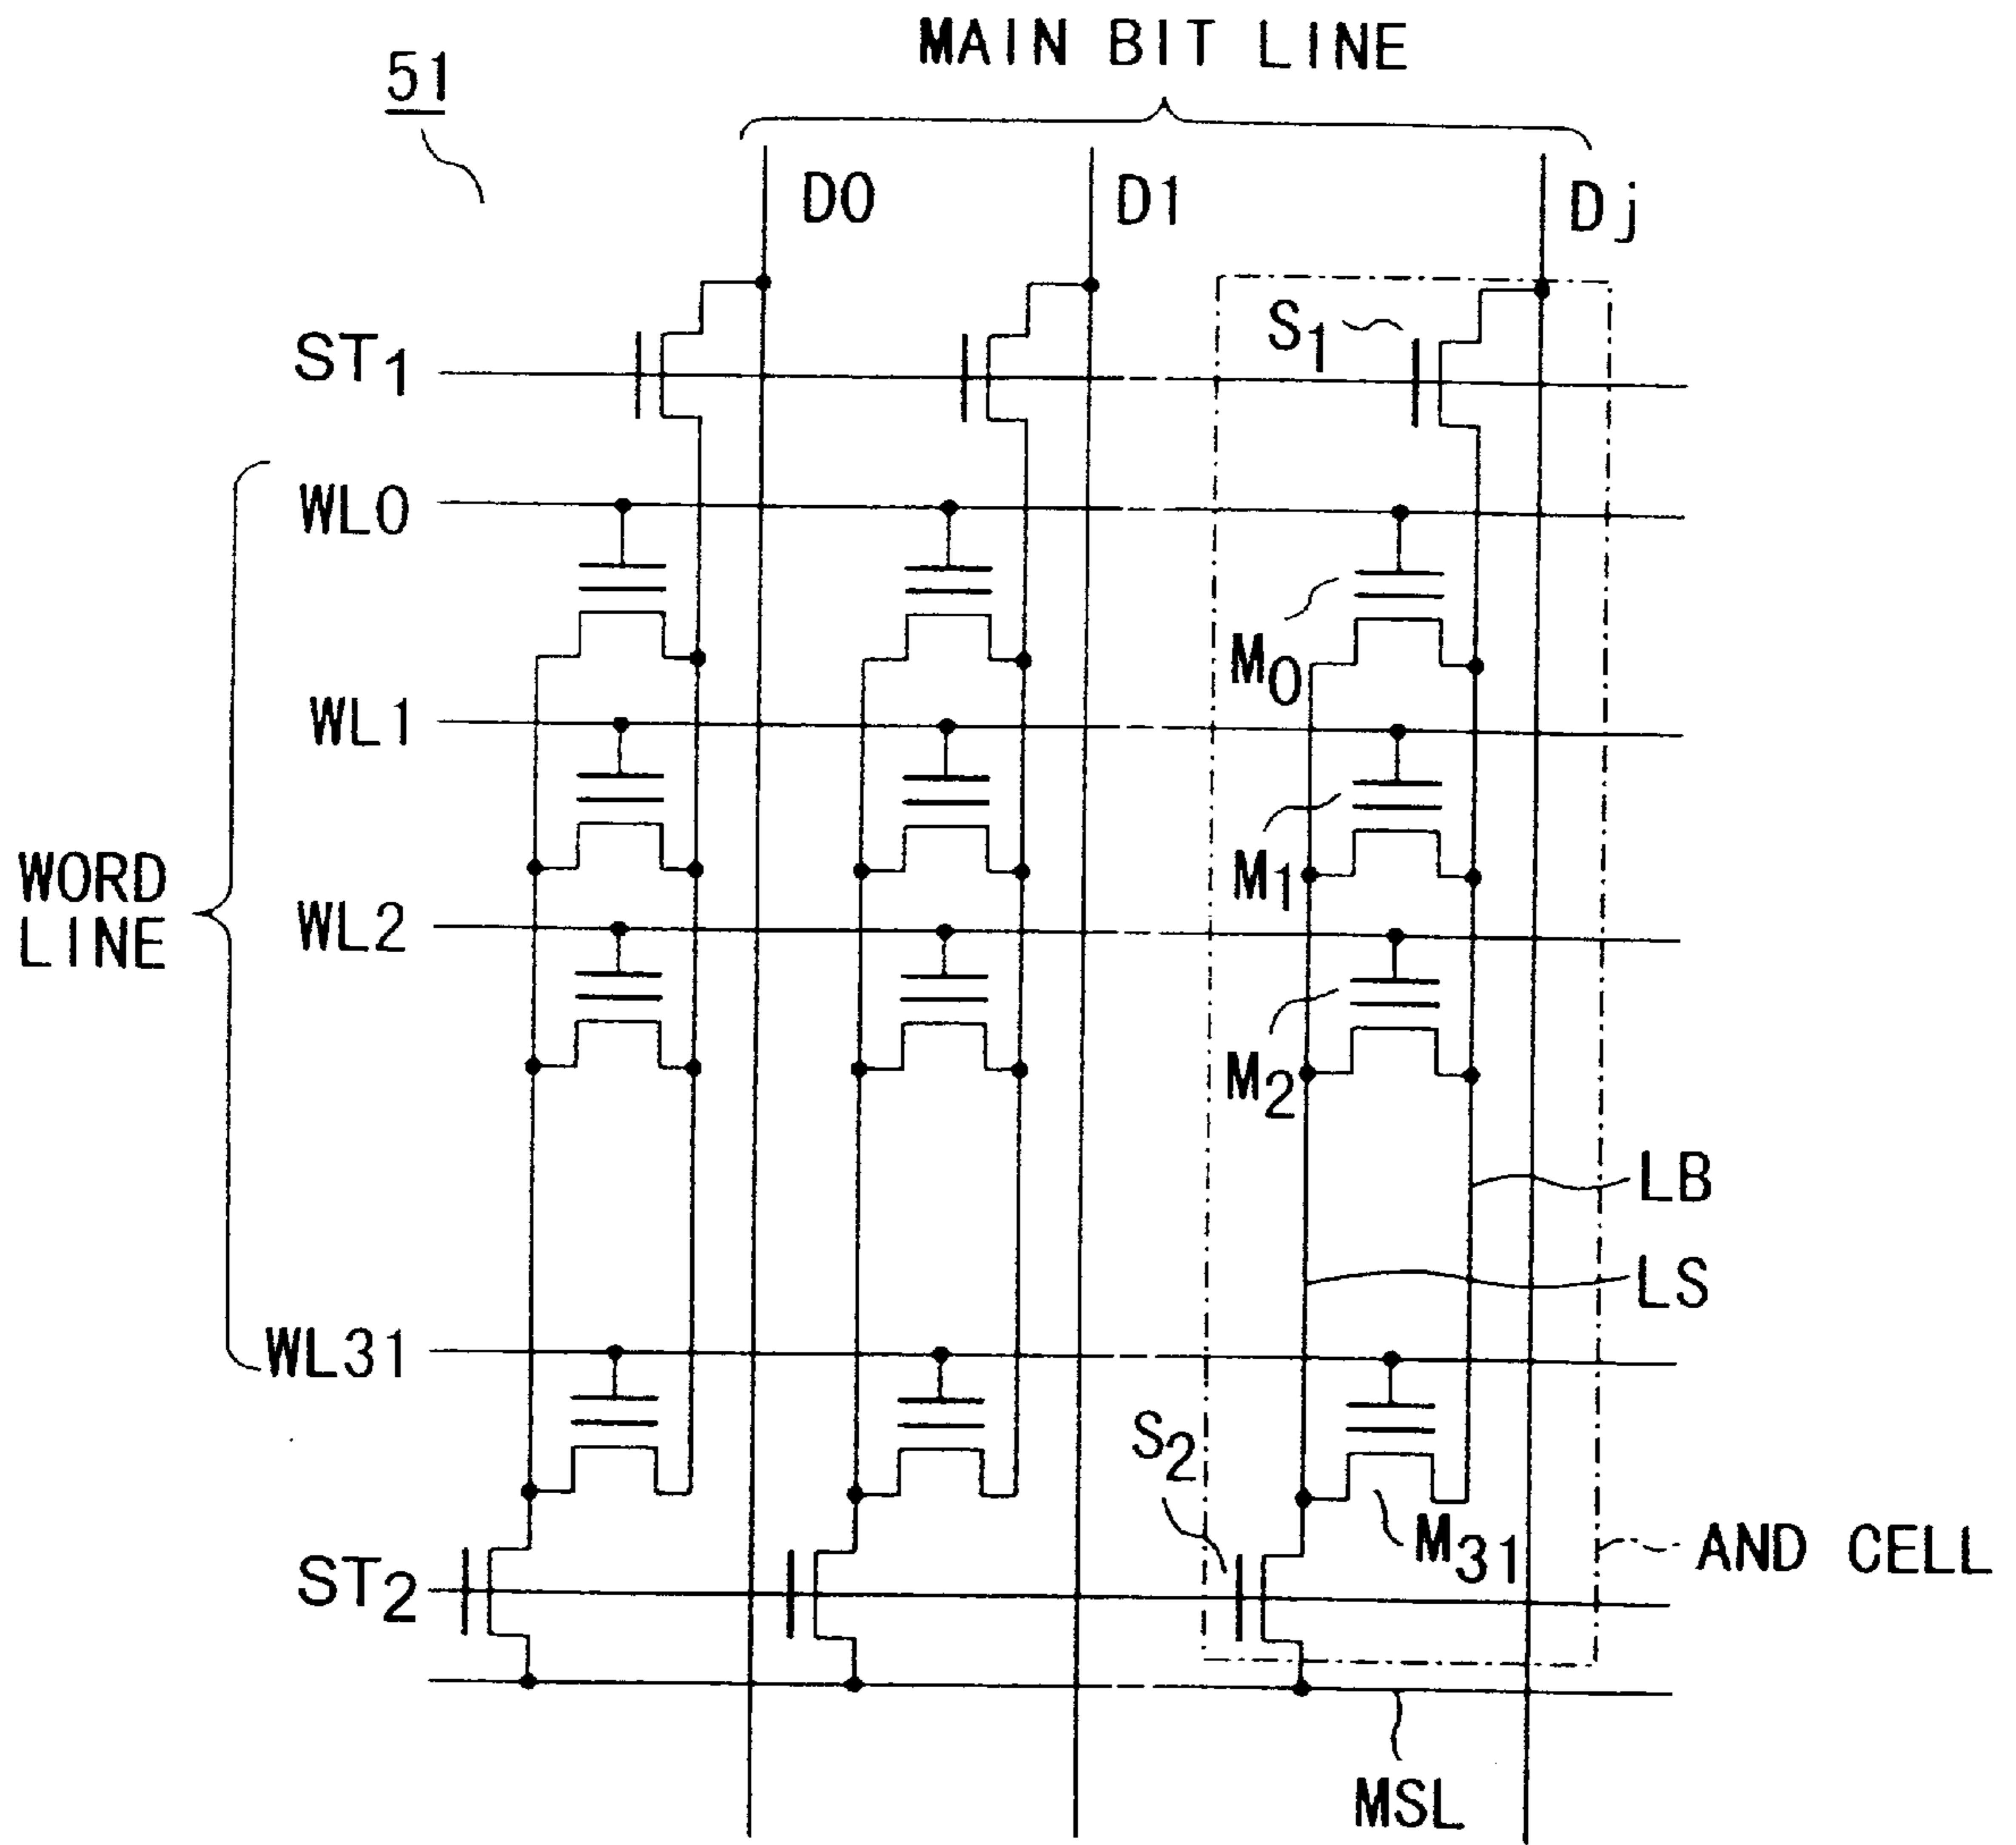 MAIN BIT LINE
51
D0
D1
Dj
ST1
S1
WL0
M0
WL1
M1
WORD
LINE
WL2
M2
LB
LS
WL31
S2
M31
AND CELL
ST2
MSL